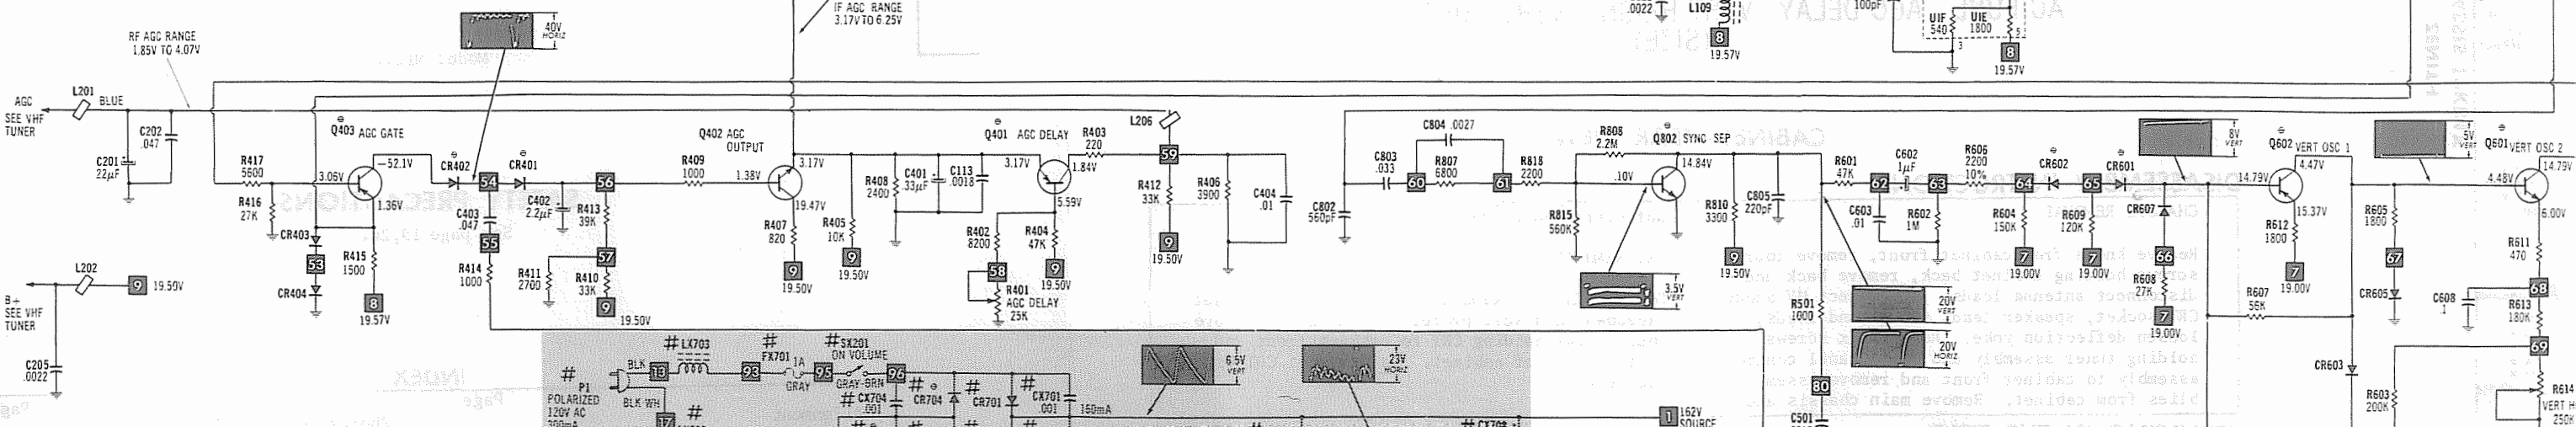 IF AGC RANGE
3.17V TO 6.25V
RF AGC RANGE
1.85V TO 4.07V
40V
HORIZ
.0022
L109
8
19.57V
100pF
U1F
540
U1E
1800
3
5
8
19.57V
AGC
SEE VHF
TUNER
L201
BLUE
C201
22µF
C202
.047
R417
5600
R416
27K
Q403 AGC GATE
3.06V
-52.1V
1.36V
CR403
53
CR404
R415
1500
8
19.57V
CR402
54
CR401
C403
.047
55
R414
1000
C402
2.2µF
56
R413
39K
57
R411
2700
R410
33K
9
19.50V
R409
1000
Q402 AGC
OUTPUT
1.38V
3.17V
19.47V
R407
820
9
19.50V
R405
10K
9
19.50V
R408
2400
C401
.33µF
C113
.0018
Q401 AGC DELAY
3.17V
1.84V
5.59V
R403
220
R402
8200
R404
47K
58
9
19.50V
R401
AGC DELAY
25K
L206
59
R412
33K
9
19.50V
R406
3900
C404
.01
C802
560pF
C803
.033
C804 .0027
60
R807
6800
61
R818
2200
R808
2.2M
R815
560K
Q802 SYNC SEP
.10V
14.84V
3.5V
VERT
R810
3300
9
19.50V
C805
220pF
R601
47K
R501
1000
80
C501
20V
VERT
20V
HORIZ
62
C602
1µF
63
C603
.01
R602
1M
R606
2200
10%
64
R604
150K
7
19.00V
CR602
65
R609
120K
7
19.00V
CR601
CR607
66
R608
27K
7
19.00V
8V
VERT
Q602 VERT OSC 1
14.79V
4.47V
15.37V
R612
1800
7
19.00V
R607
56K
CR603
5V
VERT
Q601 VERT OSC 2
4.48V
14.79V
6.00V
R605
1800
67
CR605
R611
470
68
C608
.1
R613
180K
69
R603
200K
R614
VERT H
250K
B+
SEE VHF
TUNER
L202
9 19.50V
C205
.0022
# P1
POLARIZED
120V AC
300mA
BLK
BLK-WH
13
17
# LX703
# FX701
93
1A
GRAY
95
# SX201
ON VOLUME
GRAY-BRN
96
# CX704
.001
# CR704
# CR701
# CX701
.001
160mA
6.5V
VERT
23V
HORIZ
1 162V
SOURCE
# CX702